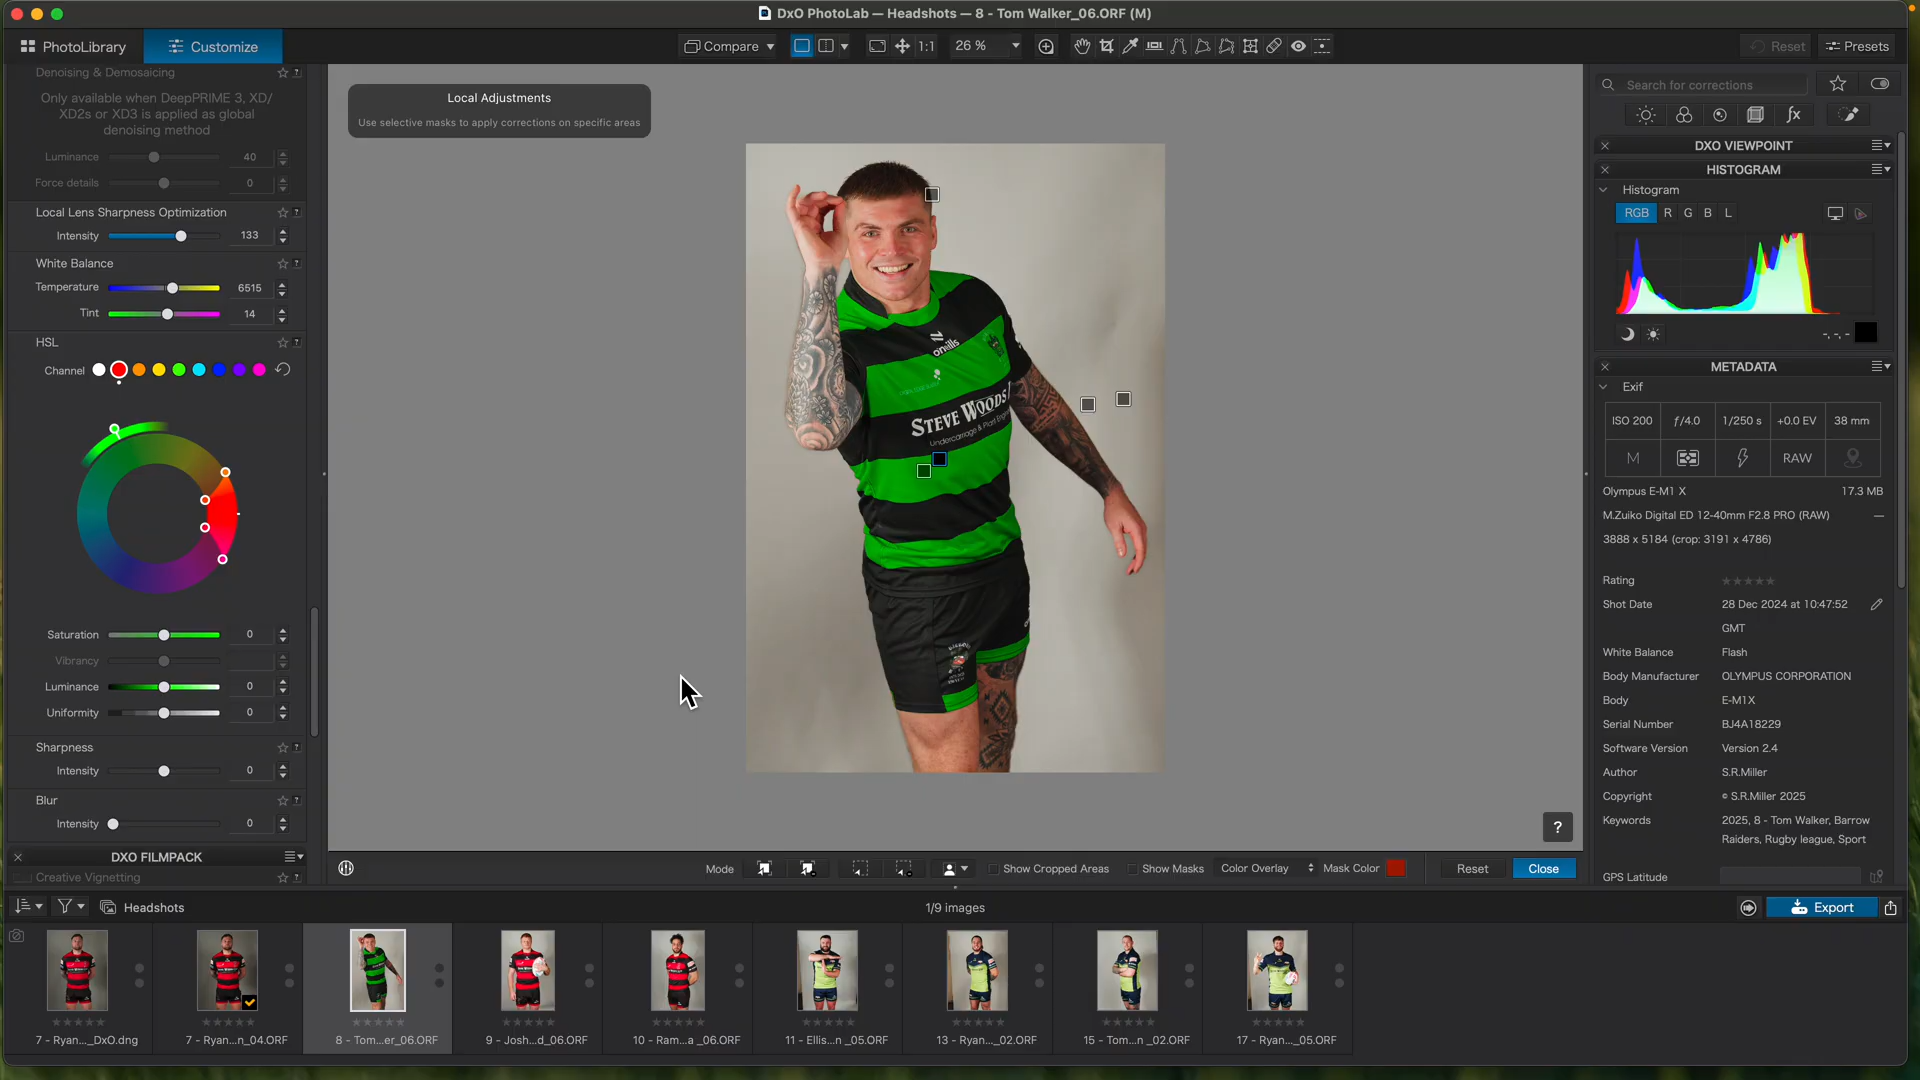 DxO PhotoLab — Headshots — 8 - Tom Walker_06.ORF (M)
PhotoLibrary
Customize
Compare
1:1
26 %
Reset
Presets
Denoising & Demosaicing
Only available when DeepPRIME 3, XD/
XD2s or XD3 is applied as global
denoising method
Luminance 40
Force details 0
Local Lens Sharpness Optimization
Intensity 133
White Balance
Temperature 6515
Tint 14
HSL
Channel
Saturation 0
Vibrancy
Luminance 0
Uniformity 0
Sharpness
Intensity 0
Blur
Intensity 0
DXO FILMPACK
Creative Vignetting
Local Adjustments
Use selective masks to apply corrections on specific areas
oneills
STEVE WOODS
Undercarriage & Plant Eng
?
Mode
Show Cropped Areas
Show Masks
Color Overlay
Mask Color
Reset
Close
Search for corrections
fx
DXO VIEWPOINT
HISTOGRAM
Histogram
RGB R G B L
-, -, -
METADATA
Exif
ISO 200 ƒ/4.0 1/250 s +0.0 EV 38 mm
M RAW
Olympus E-M1 X 17.3 MB
M.Zuiko Digital ED 12-40mm F2.8 PRO (RAW) —
3888 x 5184 (crop: 3191 x 4786)
Rating
Shot Date 28 Dec 2024 at 10:47:52
GMT
White Balance Flash
Body Manufacturer OLYMPUS CORPORATION
Body E-M1X
Serial Number BJ4A18229
Software Version Version 2.4
Author S.R.Miller
Copyright © S.R.Miller 2025
Keywords 2025, 8 - Tom Walker, Barrow
Raiders, Rugby league, Sport
GPS Latitude
Headshots
1/9 images
Export
7 - Ryan..._DxO.dng
7 - Ryan...n_04.ORF
8 - Tom...er_06.ORF
9 - Josh...d_06.ORF
10 - Ram...a _06.ORF
11 - Ellis...n _05.ORF
13 - Ryan..._02.ORF
15 - Tom...n _02.ORF
17 - Ryan..._05.ORF